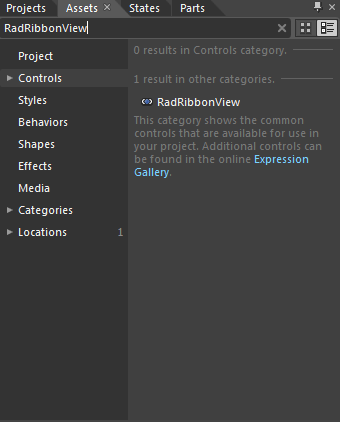 Projects Assets States Parts
RadRibbonView
Project
Controls
Styles
Behaviors
Shapes
Effects
Media
Categories
Locations 1
0 results in Controls category.
1 result in other categories.
RadRibbonView
This category shows the common
controls that are available for use in
your project. Additional controls can
be found in the online Expression
Gallery.